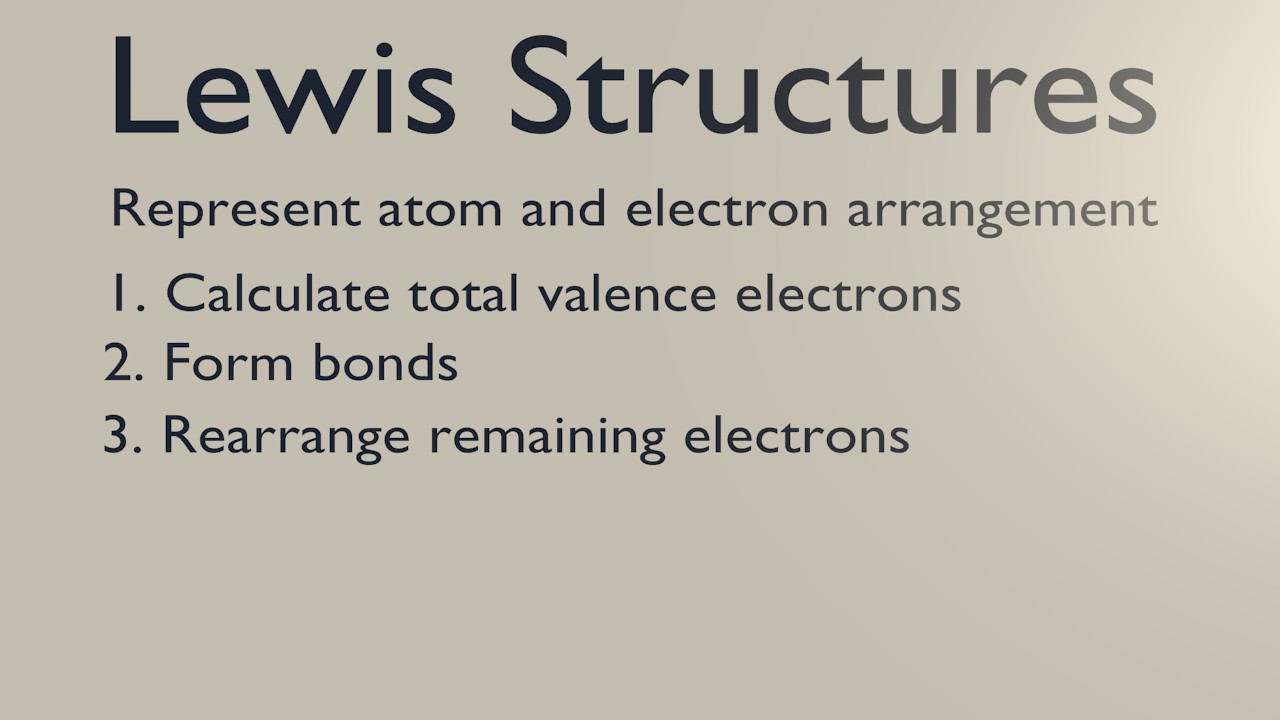 Lewis Structures
Represent atom and electron arrangement
1. Calculate total valence electrons
2. Form bonds
3. Rearrange remaining electrons